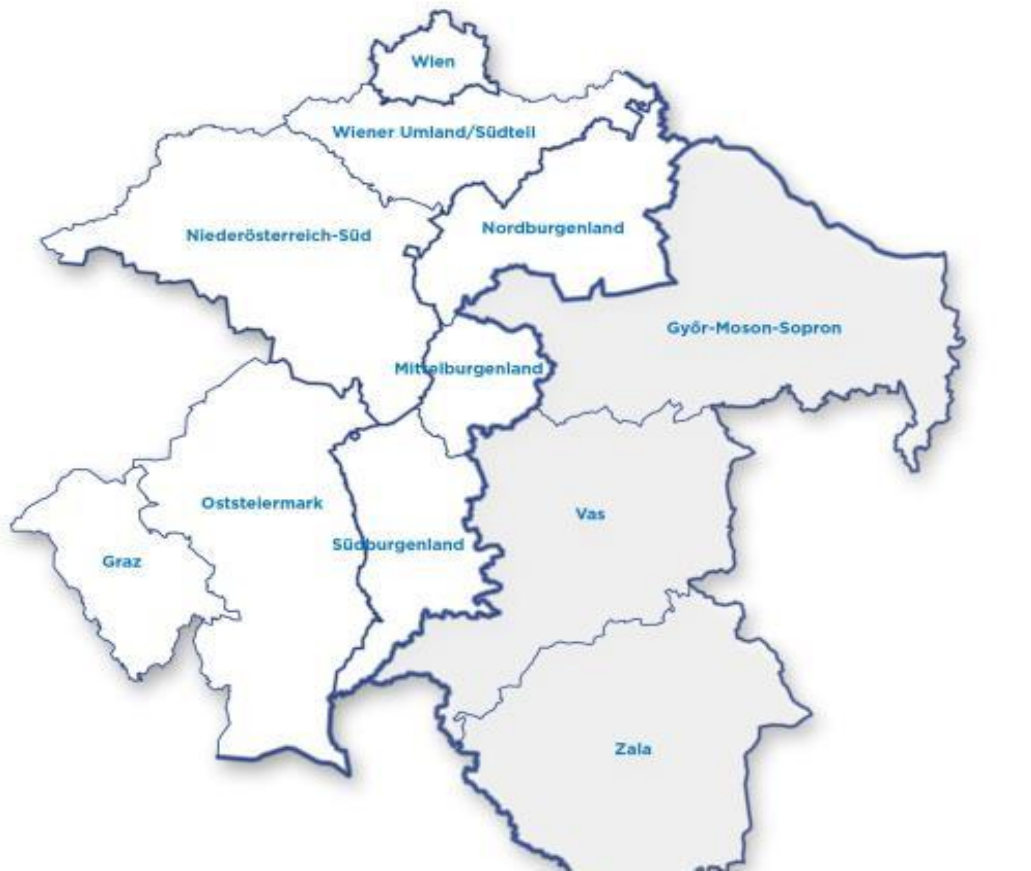 Wien
Wiener Umland/Südteil
Niederösterreich-Süd
Nordburgenland
Győr-Moson-Sopron
Mittelburgenland
Oststeiermark
Vas
Südburgenland
Graz
Zala